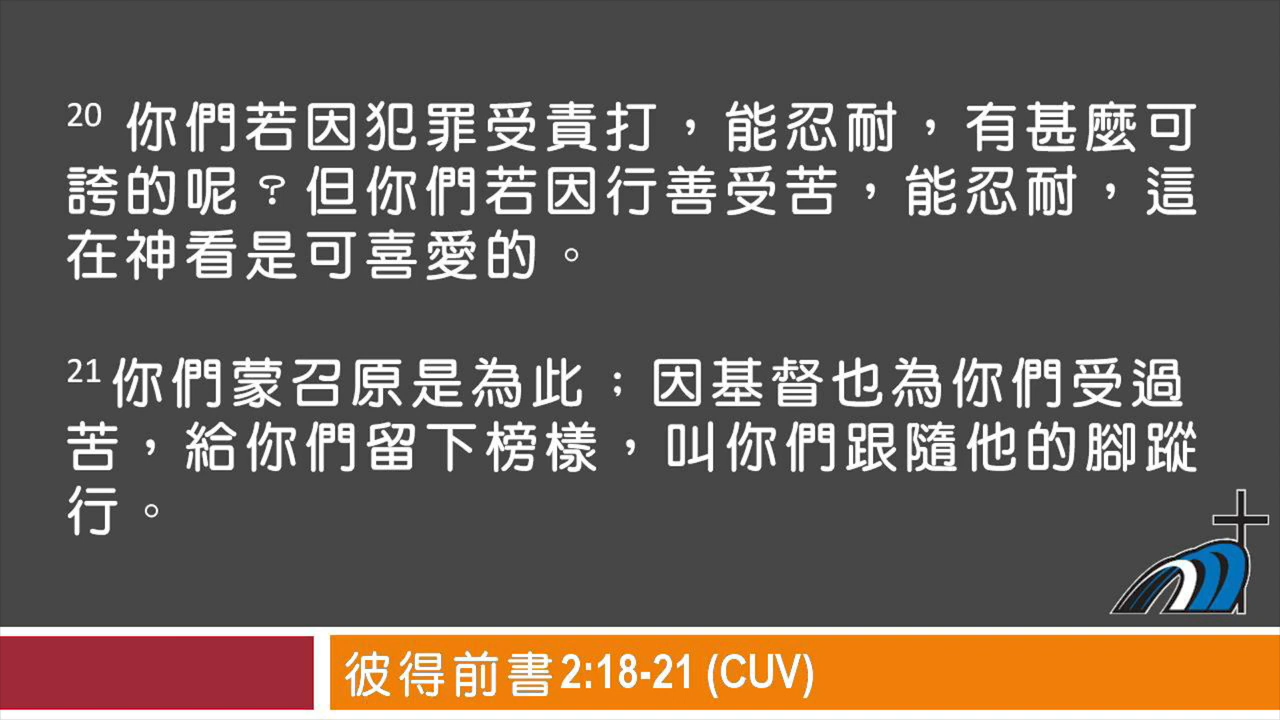 20 你們若因犯罪受責打，能忍耐，有甚麼可
誇的呢？但你們若因行善受苦，能忍耐，這
在神看是可喜愛的。
21 你們蒙召原是為此；因基督也為你們受過
苦，給你們留下榜樣，叫你們跟隨他的腳蹤
行。
彼得前書2:18-21 (CUV)